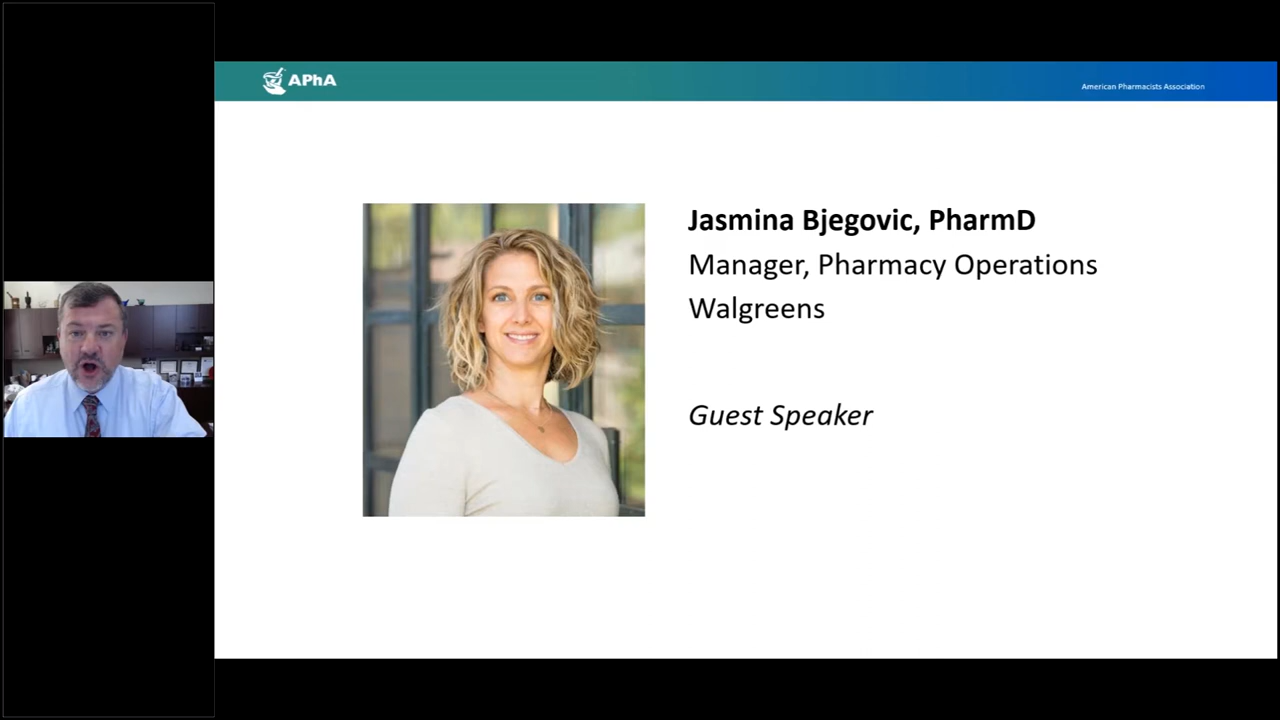 APhA
American Pharmacists Association
Jasmina Bjegovic, PharmD
Manager, Pharmacy Operations
Walgreens
Guest Speaker